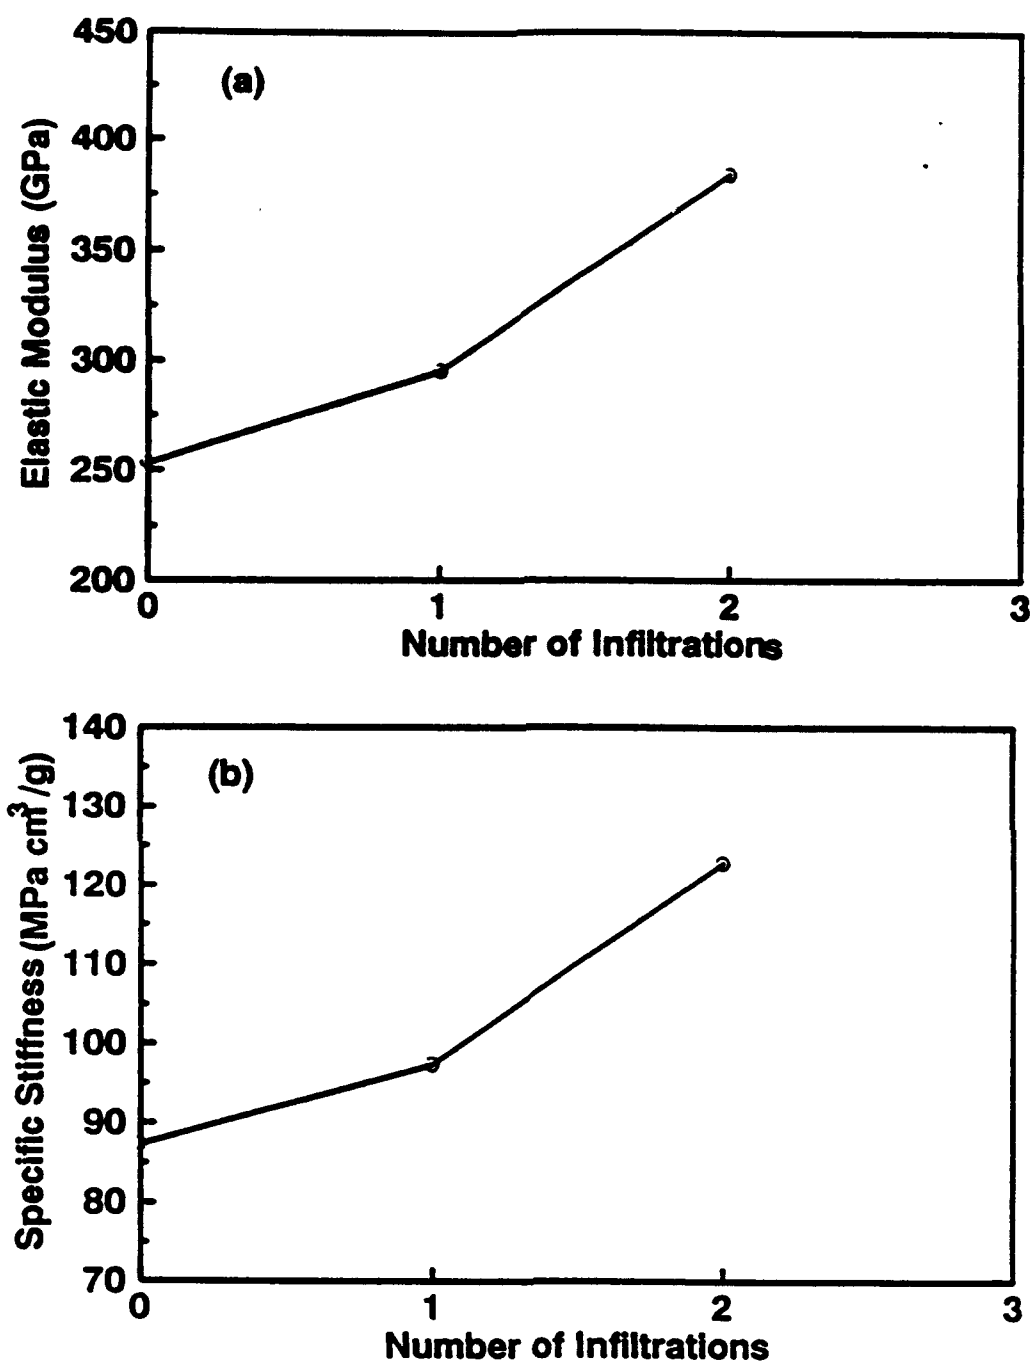 450
(a)
400
350
300
250
200
Elastic Modulus (GPa)
0 1 2 3
Number of Infiltrations
140
(b)
130
120
110
100
90
80
70
Specific Stiffness (MPa cm³/g)
0 1 2 3
Number of Infiltrations